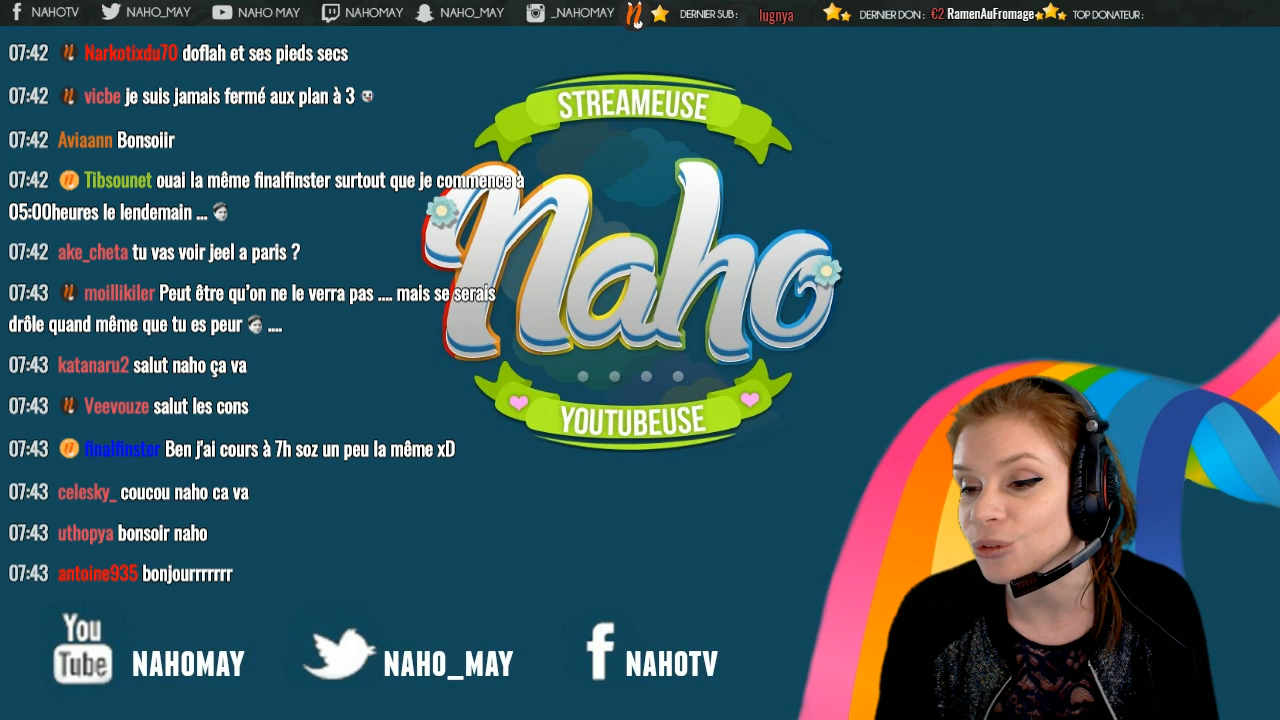 NAHOTV NAHO_MAY NAHO MAY NAHOMAY NAHO_MAY _NAHOMAY DERNIER SUB : lugnya DERNIER DON : €2 RamenAuFromage TOP DONATEUR :
07:42 Narkotixdu70 doflah et ses pieds secs
07:42 vicbe je suis jamais fermé aux plan à 3
07:42 Aviaann Bonsoiir
07:42 Tibsounet ouai la même finalfinster surtout que je commence à
05:00heures le lendemain ...
07:42 ake_cheta tu vas voir jeel a paris ?
07:43 moillikiler Peut être qu’on ne le verra pas .... mais se serais
drôle quand même que tu es peur ....
07:43 katanaru2 salut naho ça va
07:43 Veevouze salut les cons
07:43 finalfinster Ben j'ai cours à 7h soz un peu la même xD
07:43 celesky_ coucou naho ca va
07:43 uthopya bonsoir naho
07:43 antoine935 bonjourrrrrrr
STREAMEUSE
Naho
YOUTUBEUSE
You
Tube
NAHOMAY NAHO_MAY NAHOTV